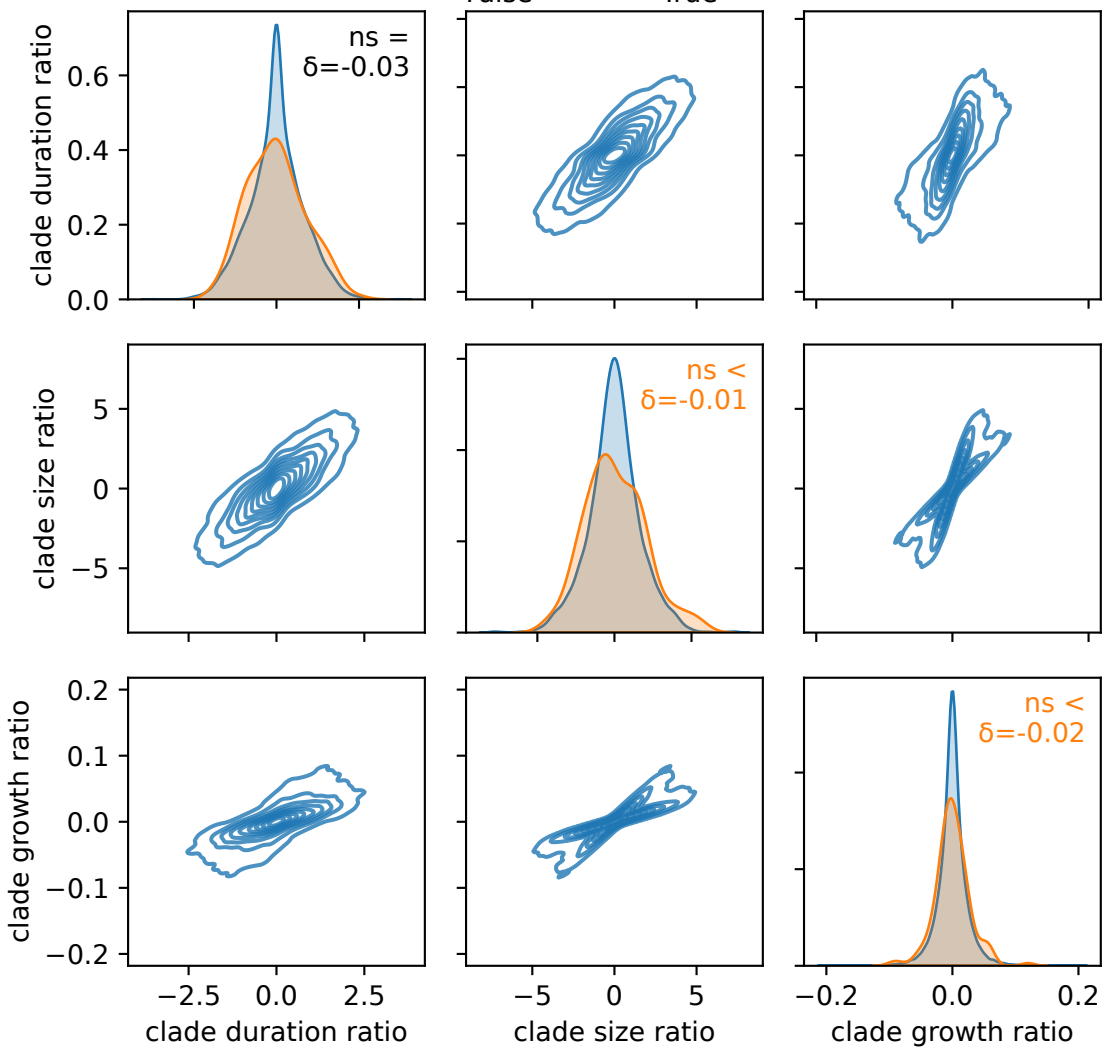 clade duration ratio
0.6
0.4
0.2
0.0
ns =
δ=-0.03
clade size ratio
5
0
−5
ns <
δ=-0.01
clade growth ratio
0.2
0.1
0.0
−0.1
−0.2
ns <
δ=-0.02
−2.5 0.0 2.5
clade duration ratio
−5 0 5
clade size ratio
−0.2 0.0 0.2
clade growth ratio